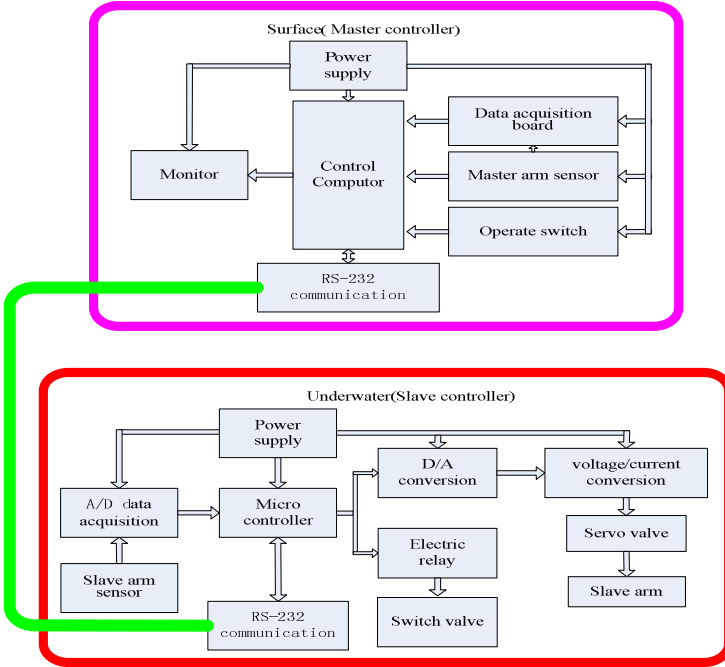 Surface( Master controller)
Power
supply
Data acquisition
board
Control
Computor
Monitor
Master arm sensor
Operate switch
RS-232
communication
Underwater(Slave controller)
Power
supply
D/A
conversion
voltage/current
conversion
A/D data
acquisition
Micro
controller
Servo valve
Electric
relay
Slave arm
sensor
Slave arm
RS-232
communication
Switch valve